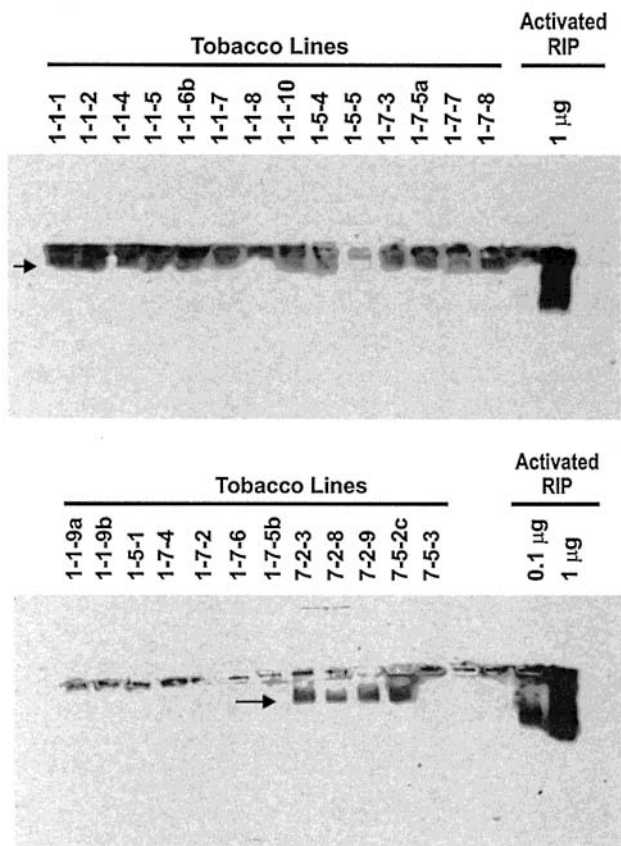 Activated
RIP
Tobacco Lines
1-1-1
1-1-2
1-1-4
1-1-5
1-1-6b
1-1-7
1-1-8
1-1-10
1-5-4
1-5-5
1-7-3
1-7-5a
1-7-7
1-7-8
1 µg
Activated
RIP
Tobacco Lines
1-1-9a
1-1-9b
1-5-1
1-7-4
1-7-2
1-7-6
1-7-5b
7-2-3
7-2-8
7-2-9
7-5-2c
7-5-3
0.1 µg
1 µg